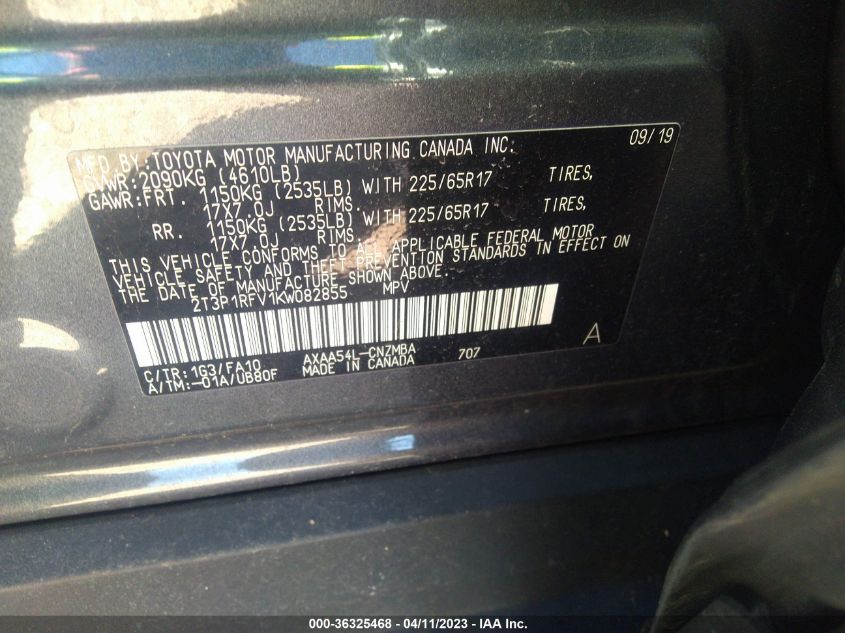 MFD. BY: TOYOTA MOTOR MANUFACTURING CANADA INC. 09/19
GVWR: 2090KG (4610LB)
GAWR: FRT. 1150KG (2535LB) WITH 225/65R17 TIRES,
17X7.0J RIMS.
RR. 1150KG (2535LB) WITH 225/65R17 TIRES,
17X7.0J RIMS.
THIS VEHICLE CONFORMS TO ALL APPLICABLE FEDERAL MOTOR
VEHICLE SAFETY AND THEFT PREVENTION STANDARDS IN EFFECT ON
THE DATE OF MANUFACTURE SHOWN ABOVE.
2T3P1RFV1KW082855 MPV
A
C/TR: 1G3/FA10 AXAA54L-CNZMBA 707
A/TM: -01A/UB80F MADE IN CANADA
000-36325468 - 04/11/2023 - IAA Inc.